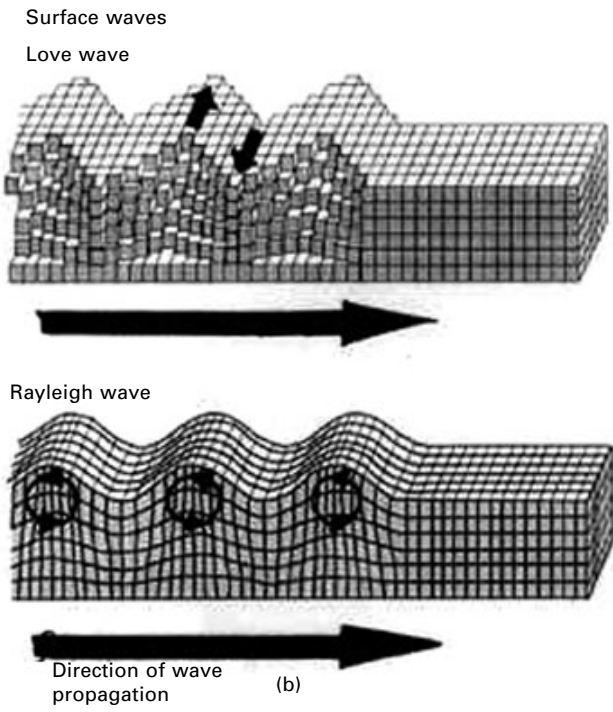 Surface waves
Love wave
Rayleigh wave
Direction of wave
propagation
(b)